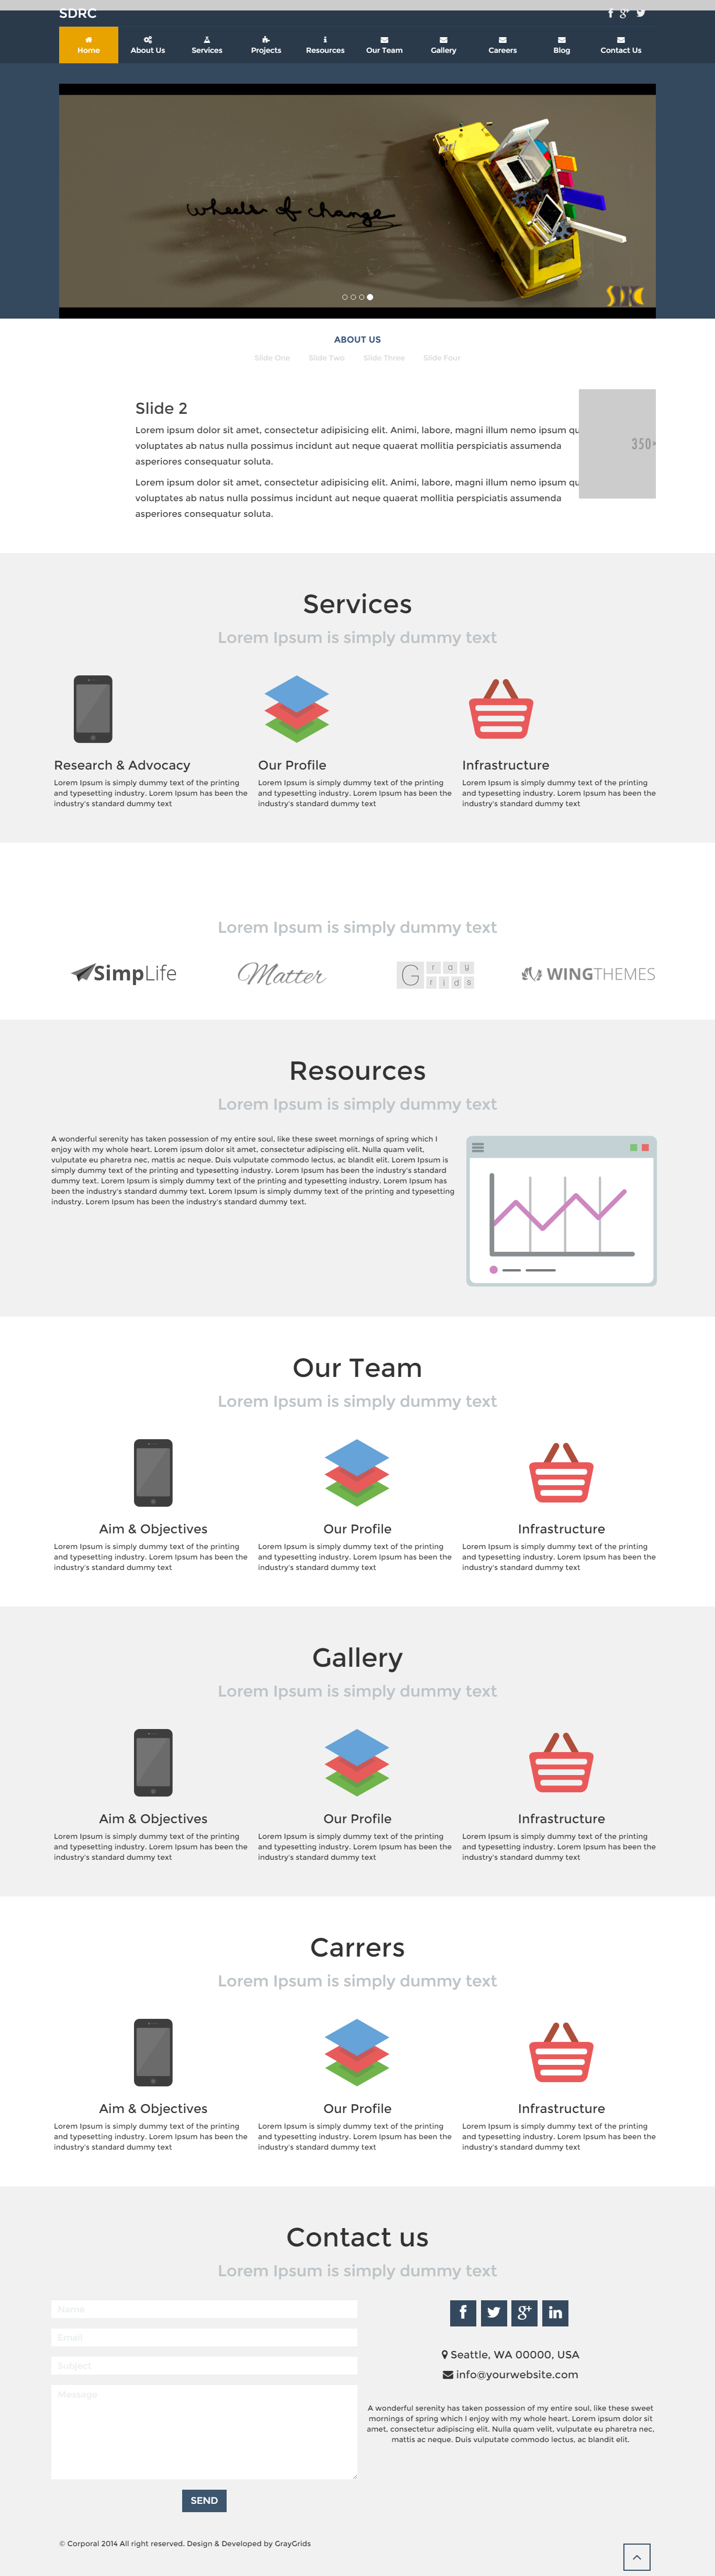 SDRC
Home
About Us
Services
Projects
Resources
Our Team
Gallery
Careers
Blog
Contact Us
wheels of change
SDRC
ABOUT US
Slide One
Slide Two
Slide Three
Slide Four
Slide 2
Lorem ipsum dolor sit amet, consectetur adipisicing elit. Animi, labore, magni illum nemo ipsum qu
voluptates ab natus nulla possimus incidunt aut neque quaerat mollitia perspiciatis assumenda
asperiores consequatur soluta.
Lorem ipsum dolor sit amet, consectetur adipisicing elit. Animi, labore, magni illum nemo ipsum qu
voluptates ab natus nulla possimus incidunt aut neque quaerat mollitia perspiciatis assumenda
asperiores consequatur soluta.
350
Services
Lorem Ipsum is simply dummy text
Research & Advocacy
Lorem Ipsum is simply dummy text of the printing
and typesetting industry. Lorem Ipsum has been the
industry's standard dummy text
Our Profile
Lorem Ipsum is simply dummy text of the printing
and typesetting industry. Lorem Ipsum has been the
industry's standard dummy text
Infrastructure
Lorem Ipsum is simply dummy text of the printing
and typesetting industry. Lorem Ipsum has been the
industry's standard dummy text
Lorem Ipsum is simply dummy text
SimpLife
Matter
Gray
Grids
WINGTHEMES
Resources
Lorem Ipsum is simply dummy text
A wonderful serenity has taken possession of my entire soul, like these sweet mornings of spring which I
enjoy with my whole heart. Lorem ipsum dolor sit amet, consectetur adipiscing elit. Nulla quam velit,
vulputate eu pharetra nec, mattis ac neque. Duis vulputate commodo lectus, ac blandit elit. Lorem Ipsum is
simply dummy text of the printing and typesetting industry. Lorem Ipsum has been the industry's standard
dummy text. Lorem Ipsum is simply dummy text of the printing and typesetting industry. Lorem Ipsum has
been the industry's standard dummy text. Lorem Ipsum is simply dummy text of the printing and typesetting
industry. Lorem Ipsum has been the industry's standard dummy text.
Our Team
Lorem Ipsum is simply dummy text
Aim & Objectives
Lorem Ipsum is simply dummy text of the printing
and typesetting industry. Lorem Ipsum has been the
industry's standard dummy text
Our Profile
Lorem Ipsum is simply dummy text of the printing
and typesetting industry. Lorem Ipsum has been the
industry's standard dummy text
Infrastructure
Lorem Ipsum is simply dummy text of the printing
and typesetting industry. Lorem Ipsum has been the
industry's standard dummy text
Gallery
Lorem Ipsum is simply dummy text
Aim & Objectives
Lorem Ipsum is simply dummy text of the printing
and typesetting industry. Lorem Ipsum has been the
industry's standard dummy text
Our Profile
Lorem Ipsum is simply dummy text of the printing
and typesetting industry. Lorem Ipsum has been the
industry's standard dummy text
Infrastructure
Lorem Ipsum is simply dummy text of the printing
and typesetting industry. Lorem Ipsum has been the
industry's standard dummy text
Carrers
Lorem Ipsum is simply dummy text
Aim & Objectives
Lorem Ipsum is simply dummy text of the printing
and typesetting industry. Lorem Ipsum has been the
industry's standard dummy text
Our Profile
Lorem Ipsum is simply dummy text of the printing
and typesetting industry. Lorem Ipsum has been the
industry's standard dummy text
Infrastructure
Lorem Ipsum is simply dummy text of the printing
and typesetting industry. Lorem Ipsum has been the
industry's standard dummy text
Contact us
Lorem Ipsum is simply dummy text
Name
Email
Subject
Message
SEND
Seattle, WA 00000, USA
info@yourwebsite.com
A wonderful serenity has taken possession of my entire soul, like these sweet
mornings of spring which I enjoy with my whole heart. Lorem ipsum dolor sit
amet, consectetur adipiscing elit. Nulla quam velit, vulputate eu pharetra nec,
mattis ac neque. Duis vulputate commodo lectus, ac blandit elit.
© Corporal 2014 All right reserved. Design & Developed by GrayGrids